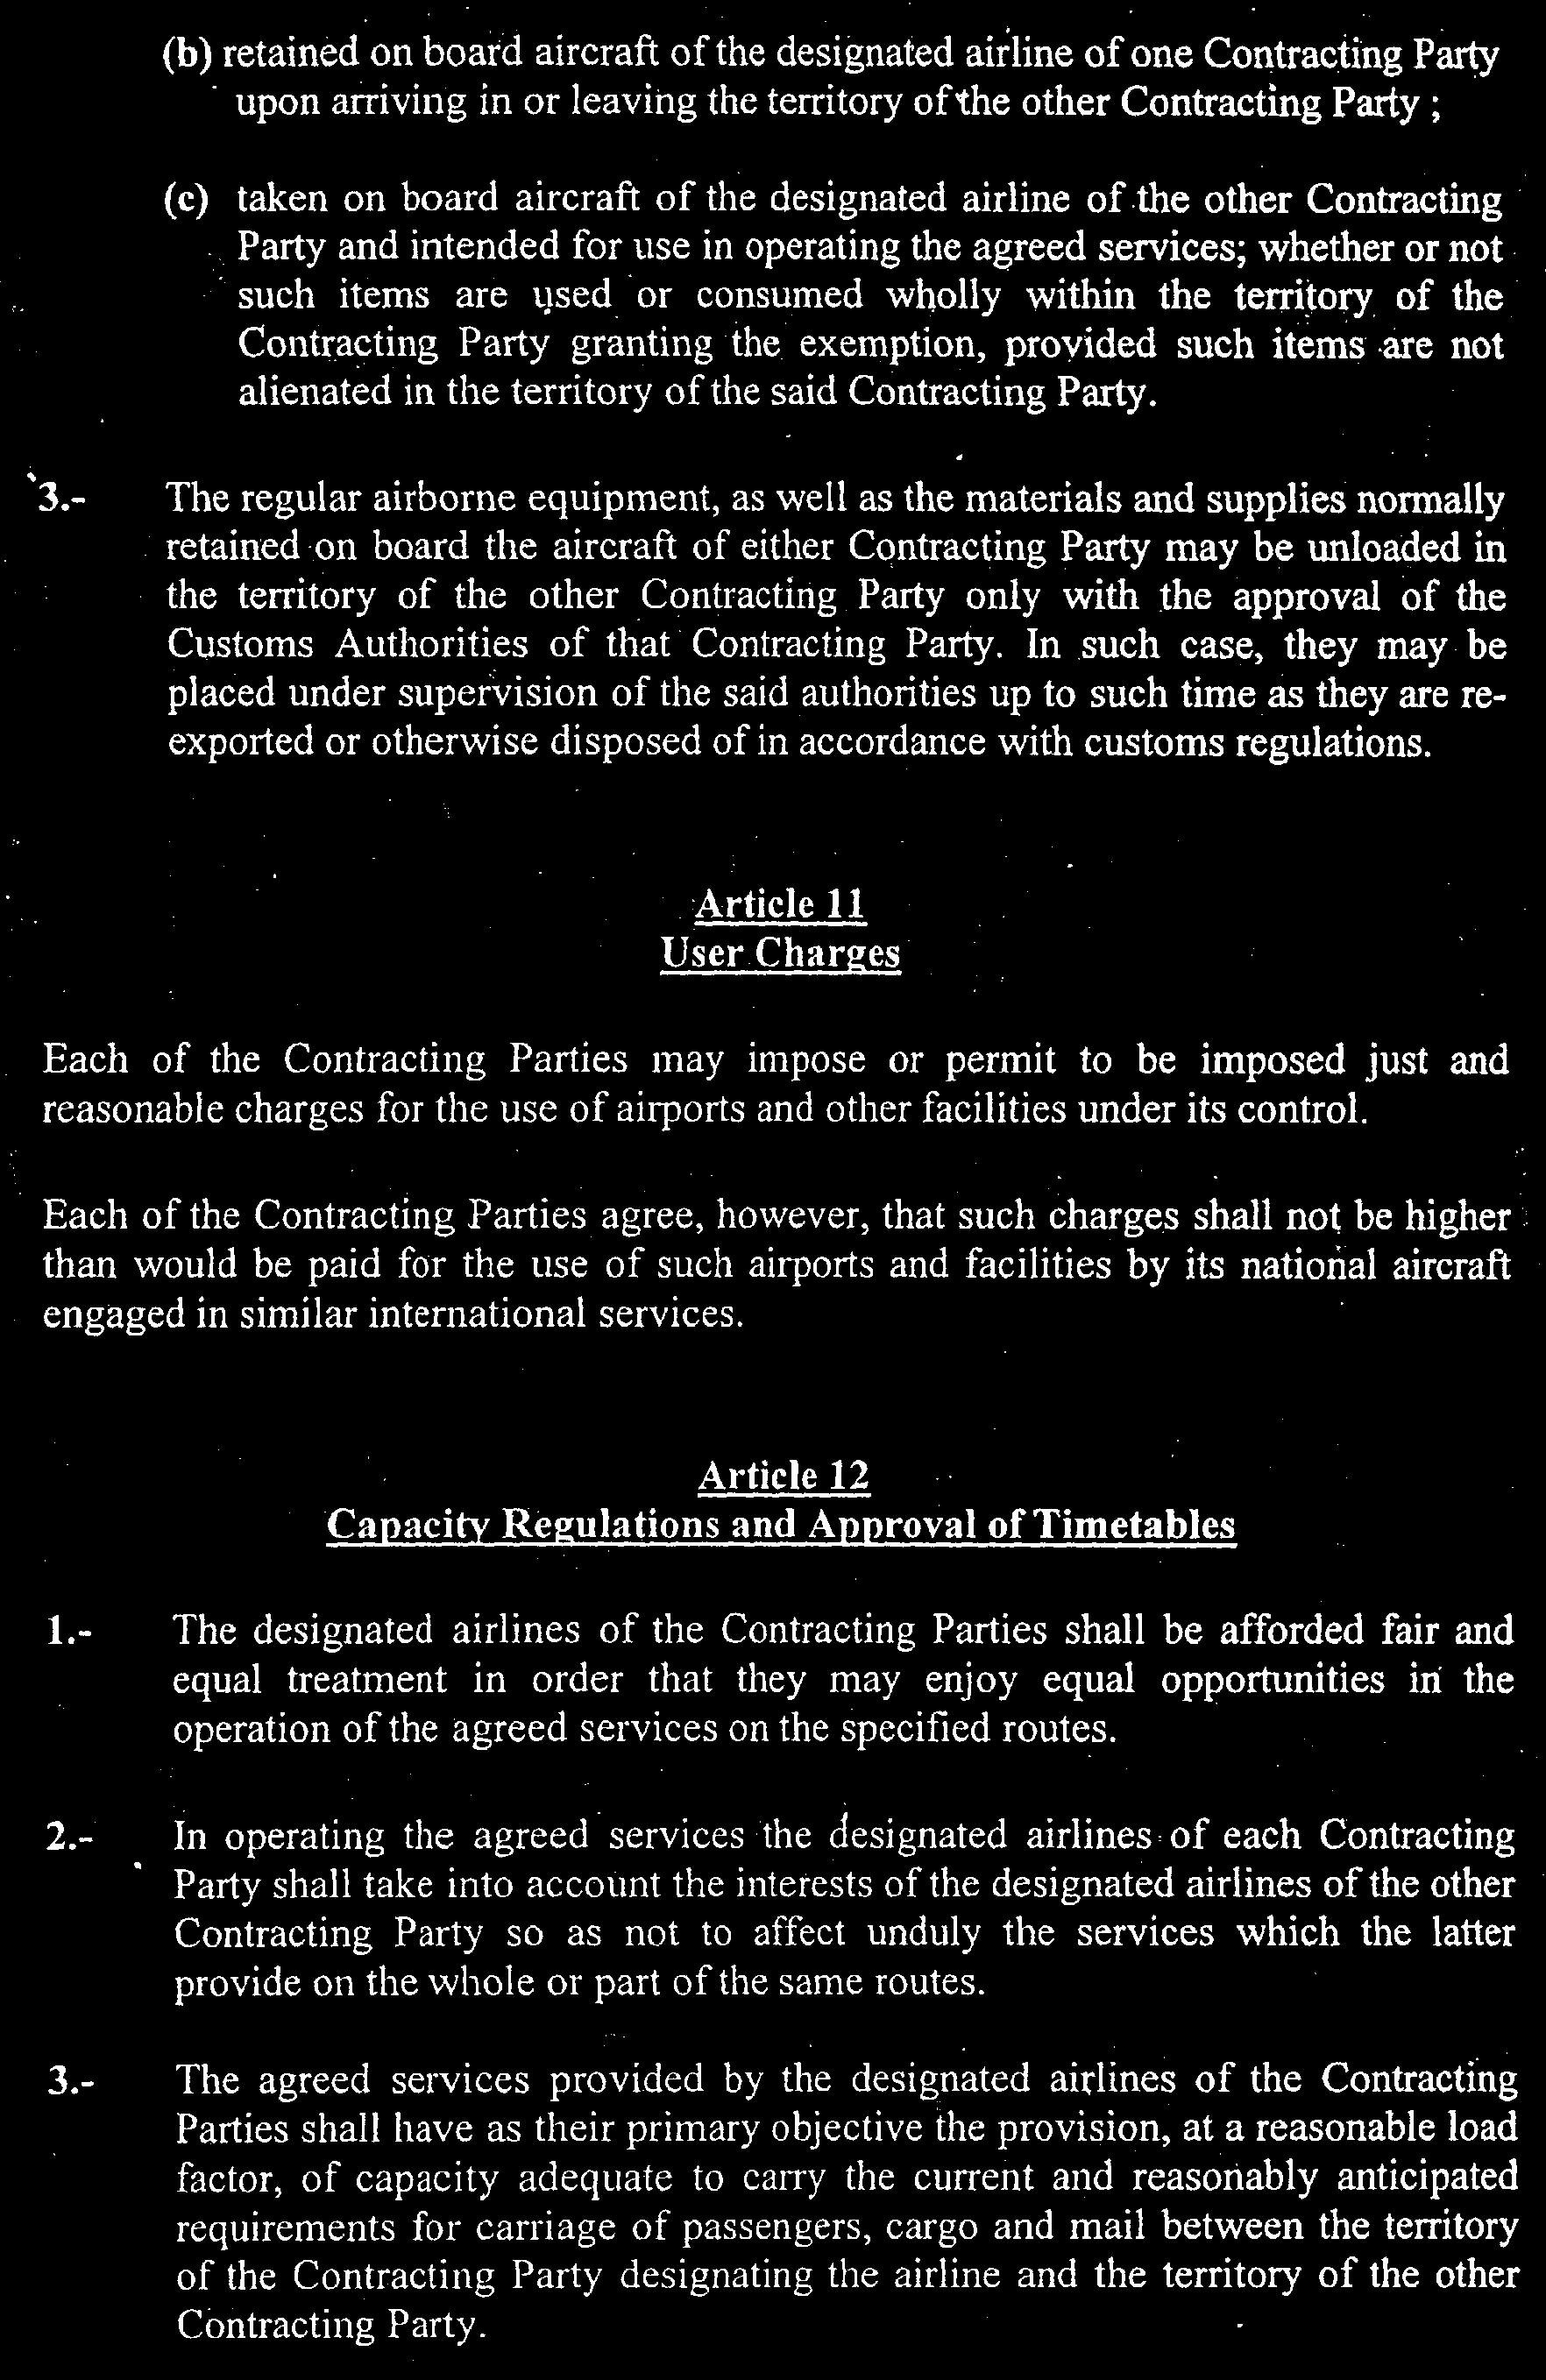 (b) retained on board aircraft of the designated airline of one Contracting Party
upon arriving in or leaving the territory of the other Contracting Party ;
(c) taken on board aircraft of the designated airline of the other Contracting
Party and intended for use in operating the agreed services; whether or not
such items are used or consumed wholly within the territory of the
Contracting Party granting the exemption, provided such items are not
alienated in the territory of the said Contracting Party.
3.- The regular airborne equipment, as well as the materials and supplies normally
retained on board the aircraft of either Contracting Party may be unloaded in
the territory of the other Contracting Party only with the approval of the
Customs Authorities of that Contracting Party. In such case, they may be
placed under supervision of the said authorities up to such time as they are re-
exported or otherwise disposed of in accordance with customs regulations.
Article 11
User Charges
Each of the Contracting Parties may impose or permit to be imposed just and
reasonable charges for the use of airports and other facilities under its control.
Each of the Contracting Parties agree, however, that such charges shall not be higher
than would be paid for the use of such airports and facilities by its national aircraft
engaged in similar international services.
Article 12
Capacity Regulations and Approval of Timetables
1.- The designated airlines of the Contracting Parties shall be afforded fair and
equal treatment in order that they may enjoy equal opportunities in the
operation of the agreed services on the specified routes.
2.- In operating the agreed services the designated airlines of each Contracting
Party shall take into account the interests of the designated airlines of the other
Contracting Party so as not to affect unduly the services which the latter
provide on the whole or part of the same routes.
3.- The agreed services provided by the designated airlines of the Contracting
Parties shall have as their primary objective the provision, at a reasonable load
factor, of capacity adequate to carry the current and reasonably anticipated
requirements for carriage of passengers, cargo and mail between the territory
of the Contracting Party designating the airline and the territory of the other
Contracting Party.